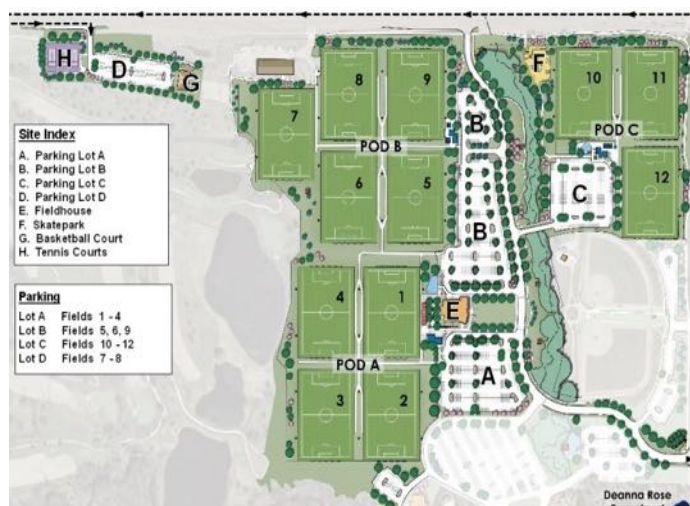 H
D
G
F
8
9
10
11
7
B
POD B
POD C
6
5
C
12
B
4
1
E
POD A
A
3
2
Site Index
A. Parking Lot A
B. Parking Lot B
C. Parking Lot C
D. Parking Lot D
E. Fieldhouse
F. Skatepark
G. Basketball Court
H. Tennis Courts
Parking
Lot A Fields 1 - 4
Lot B Fields 5, 6, 9
Lot C Fields 10 - 12
Lot D Fields 7 - 8
Deanna Rose